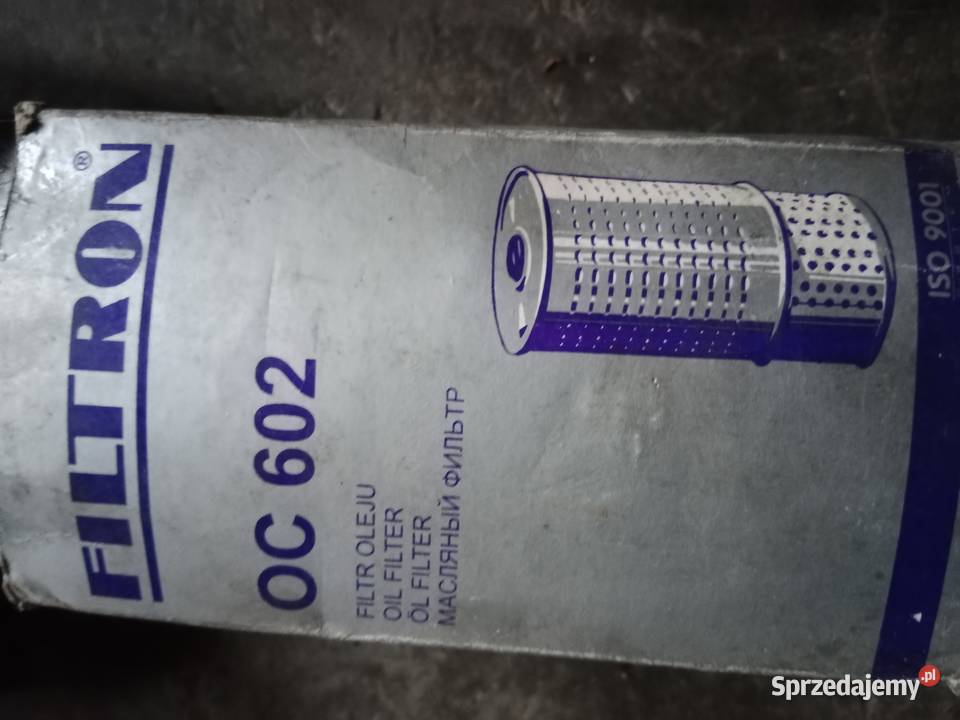 FILTRON®
OC 602
FILTR OLEJU
OIL FILTER
ÖL FILTER
МАСЛЯНЫЙ ФИЛЬТР
ISO 9001
Sprzedajemy.pl